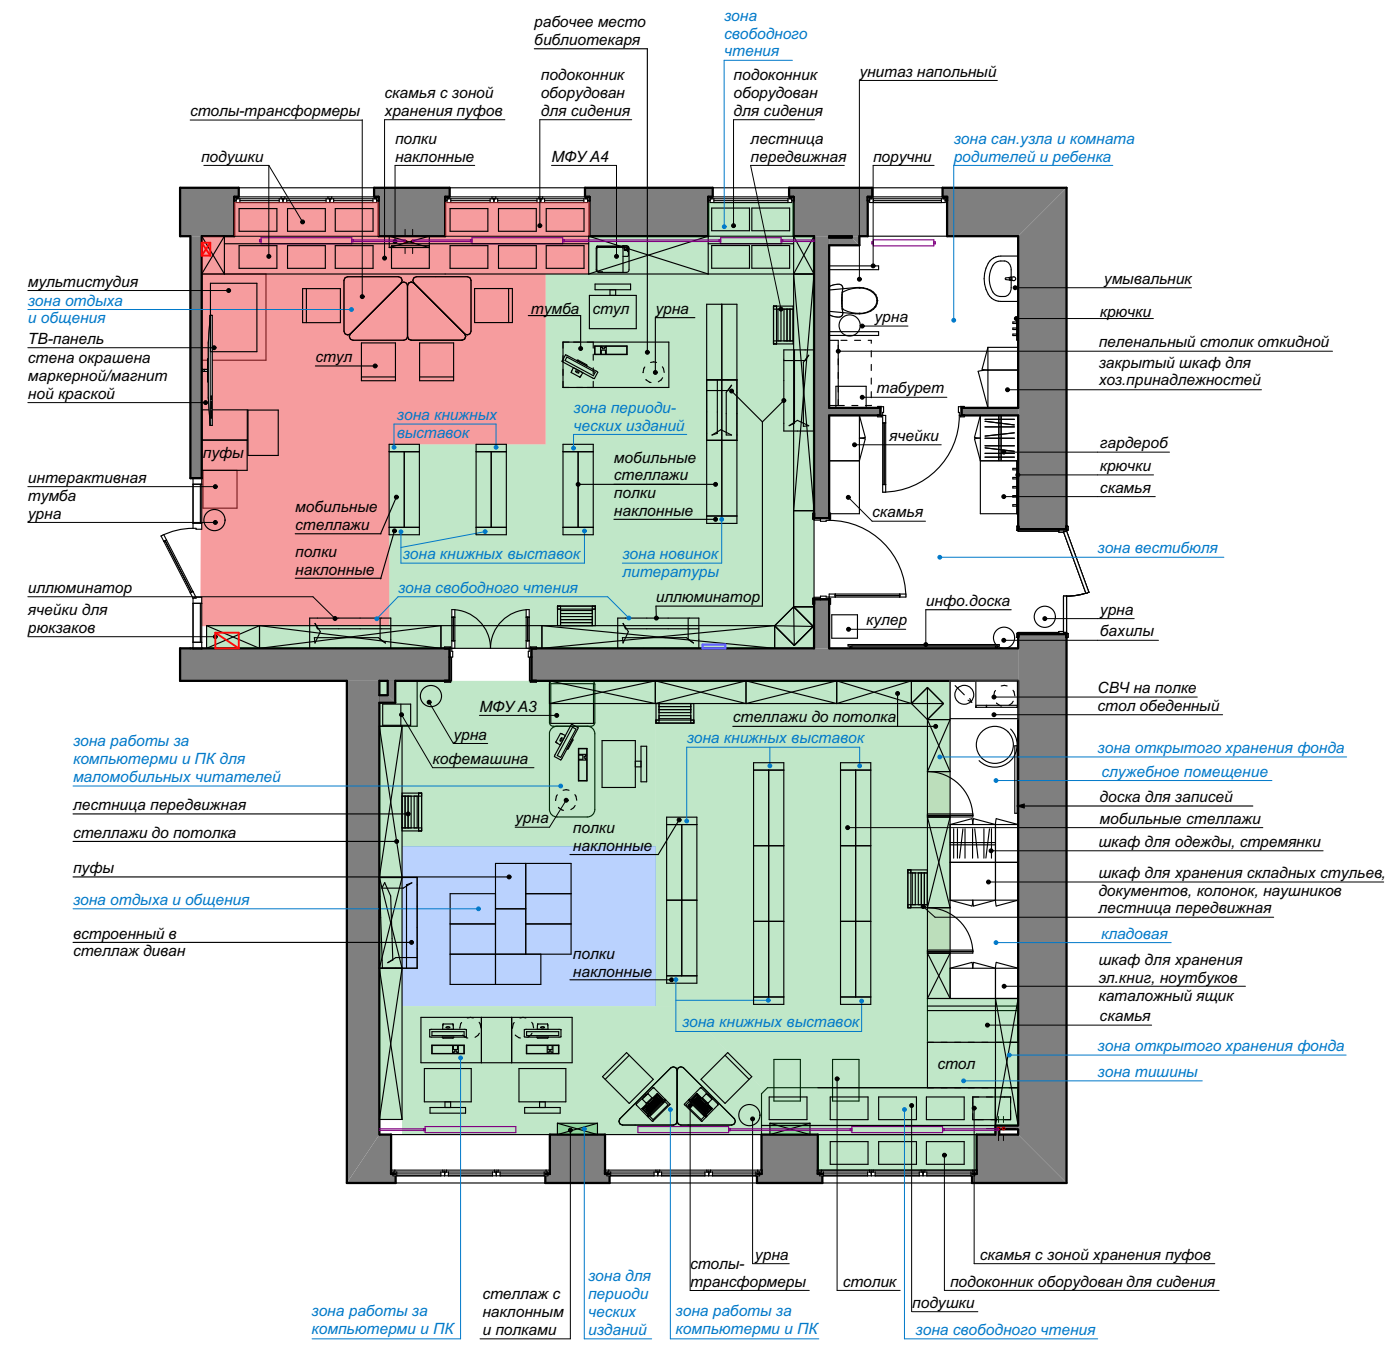 рабочее место
библиотекаря
зона
свободного
чтения
столы-трансформеры
скамья с зоной
хранения пуфов
подоконник
оборудован
для сидения
подоконник
оборудован
для сидения
унитаз напольный
подушки
полки
наклонные
МФУ А4
лестница
передвижная
поручни
зона сан.узла и комната
родителей и ребенка
мультистудия
зона отдыха
и общения
ТВ-панель
стена окрашена
маркерной/магнит
ной краской
интерактивная
тумба
урна
иллюминатор
ячейки для
рюкзаков
стул
тумба
стул
урна
зона книжных
выставок
зона периоди-
ческих изданий
пуфы
мобильные
стеллажи
полки
наклонные
мобильные
стеллажи
полки
наклонные
зона книжных выставок
зона новинок
литературы
зона свободного чтения
иллюминатор
урна
табурет
ячейки
скамья
инфо.доска
кулер
умывальник
крючки
пеленальный столик откидной
закрытый шкаф для
хоз.принадлежностей
гардероб
крючки
скамья
зона вестибюля
урна
бахилы
МФУ А3
урна
кофемашина
урна
стеллажи до потолка
зона книжных выставок
полки
наклонные
полки
наклонные
зона книжных выставок
стол
зона работы за
компьютерми и ПК для
маломобильных читателей
лестница передвижная
стеллажи до потолка
пуфы
зона отдыха и общения
встроенный в
стеллаж диван
СВЧ на полке
стол обеденный
зона открытого хранения фонда
служебное помещение
доска для записей
мобильные стеллажи
шкаф для одежды, стремянки
шкаф для хранения складных стульев,
документов, колонок, наушников
лестница передвижная
кладовая
шкаф для хранения
эл.книг, ноутбуков
каталожный ящик
скамья
зона открытого хранения фонда
зона тишины
зона работы за
компьютерми и ПК
стеллаж с
наклонным
и полками
зона для
периоди
ческих
изданий
столы-
трансформеры
урна
зона работы за
компьютерми и ПК
столик
скамья с зоной хранения пуфов
подоконник оборудован для сидения
подушки
зона свободного чтения